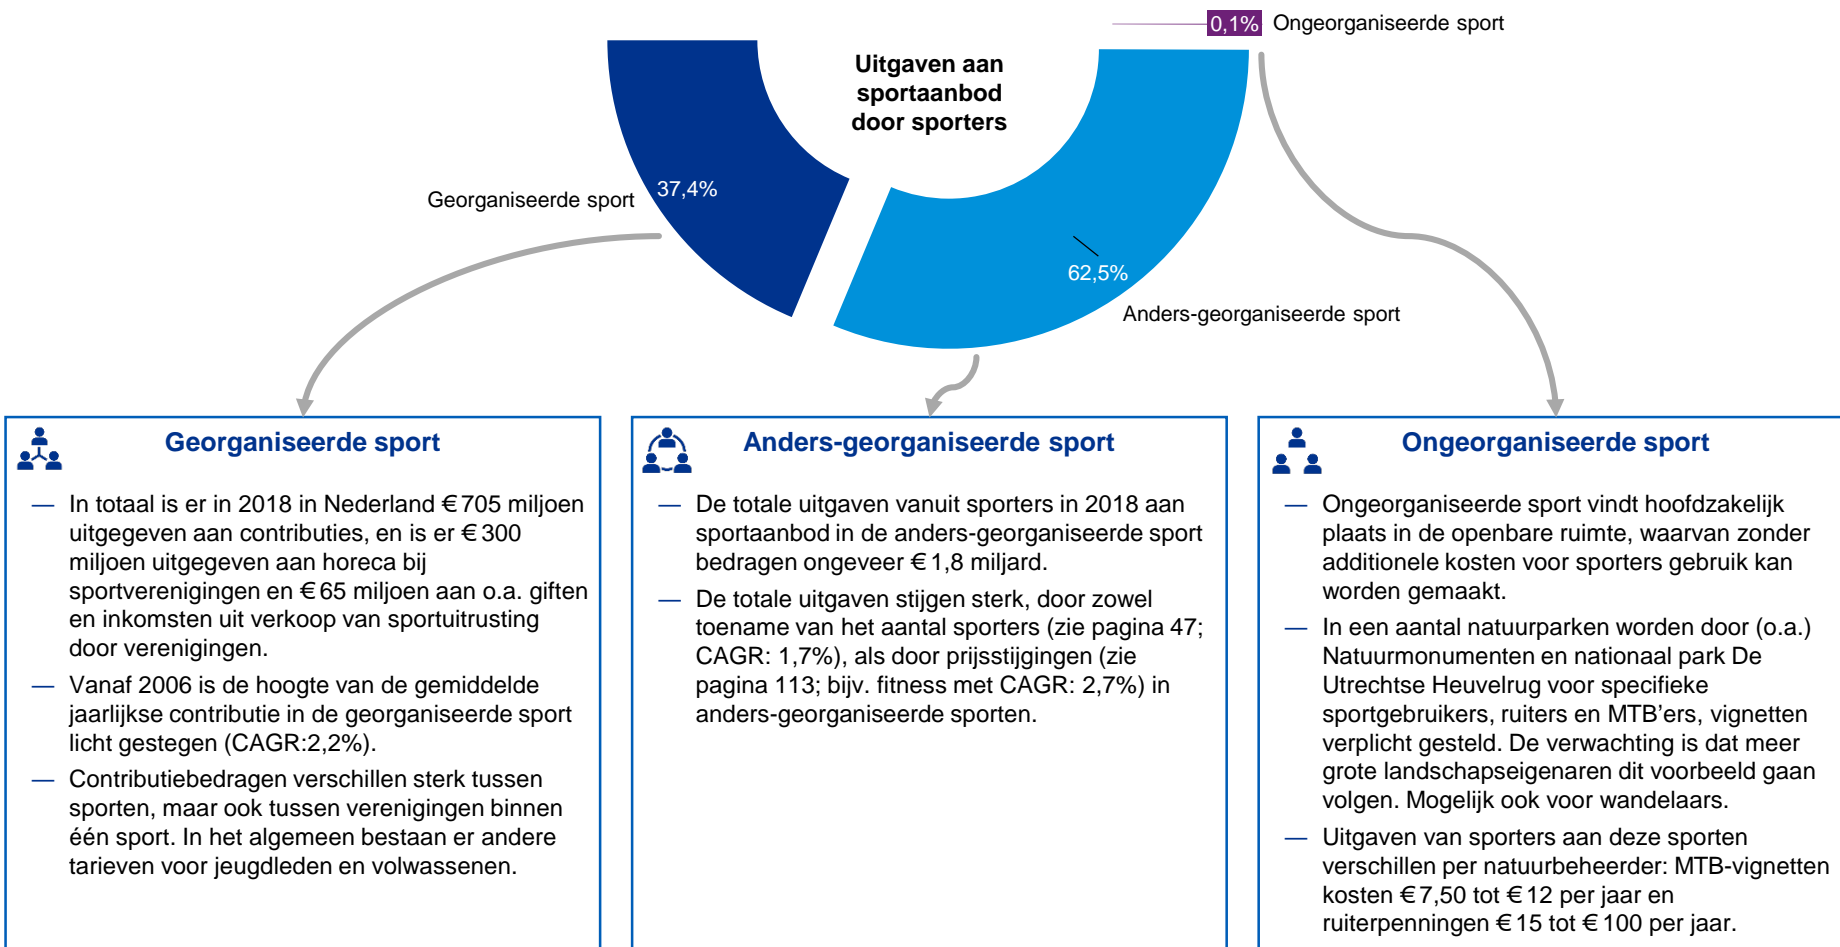 0,1% Ongeorganiseerde sport
Uitgaven aan
sportaanbod
door sporters
Georganiseerde sport 37,4%
62,5%
Anders-georganiseerde sport
Georganiseerde sport
— In totaal is er in 2018 in Nederland € 705 miljoen
uitgegeven aan contributies, en is er € 300
miljoen uitgegeven aan horeca bij
sportverenigingen en € 65 miljoen aan o.a. giften
en inkomsten uit verkoop van sportuitrusting
door verenigingen.
— Vanaf 2006 is de hoogte van de gemiddelde
jaarlijkse contributie in de georganiseerde sport
licht gestegen (CAGR:2,2%).
— Contributiebedragen verschillen sterk tussen
sporten, maar ook tussen verenigingen binnen
één sport. In het algemeen bestaan er andere
tarieven voor jeugdleden en volwassenen.
Anders-georganiseerde sport
— De totale uitgaven vanuit sporters in 2018 aan
sportaanbod in de anders-georganiseerde sport
bedragen ongeveer € 1,8 miljard.
— De totale uitgaven stijgen sterk, door zowel
toename van het aantal sporters (zie pagina 47;
CAGR: 1,7%), als door prijsstijgingen (zie
pagina 113; bijv. fitness met CAGR: 2,7%) in
anders-georganiseerde sporten.
Ongeorganiseerde sport
— Ongeorganiseerde sport vindt hoofdzakelijk
plaats in de openbare ruimte, waarvan zonder
additionele kosten voor sporters gebruik kan
worden gemaakt.
— In een aantal natuurparken worden door (o.a.)
Natuurmonumenten en nationaal park De
Utrechtse Heuvelrug voor specifieke
sportgebruikers, ruiters en MTB’ers, vignetten
verplicht gesteld. De verwachting is dat meer
grote landschapseigenaren dit voorbeeld gaan
volgen. Mogelijk ook voor wandelaars.
— Uitgaven van sporters aan deze sporten
verschillen per natuurbeheerder: MTB-vignetten
kosten € 7,50 tot € 12 per jaar en
ruiterpenningen € 15 tot € 100 per jaar.